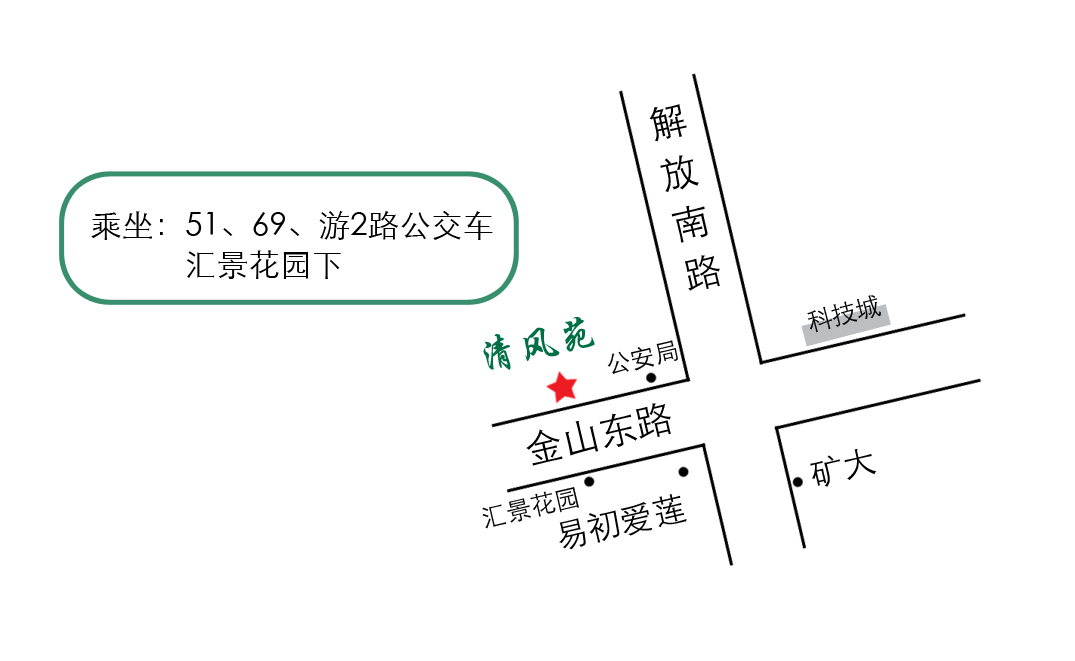 解放南路
乘坐：51、69、游2路公交车
汇景花园下
科技城
清风苑
公安局
金山东路
矿大
汇景花园
易初爱莲